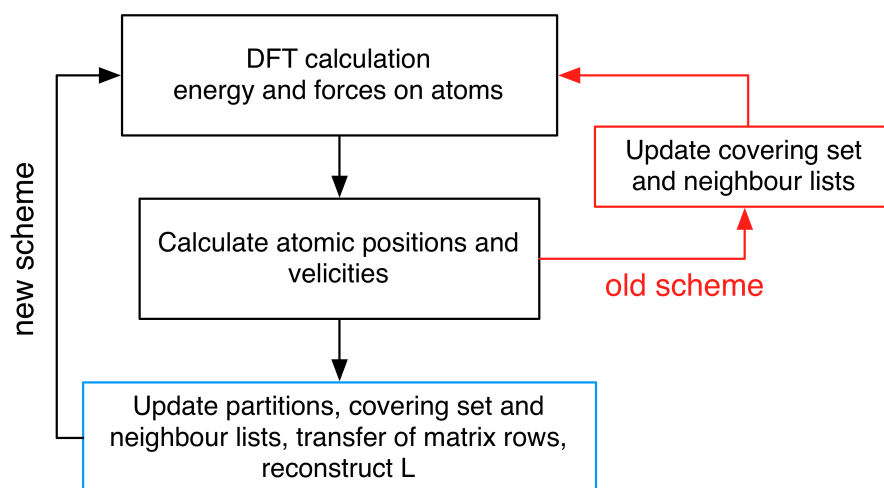 DFT calculation
energy and forces on atoms
Update covering set
and neighbour lists
new scheme
Calculate atomic positions and
velicities
old scheme
Update partitions, covering set and
neighbour lists, transfer of matrix rows,
reconstruct L